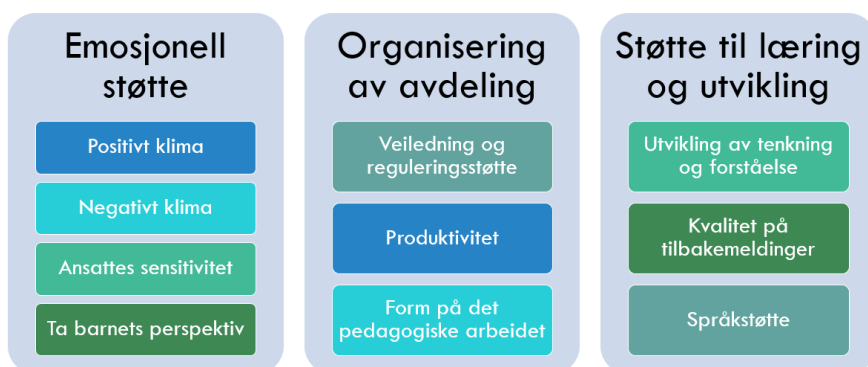 Emosjonell
støtte
Positivt klima
Negativt klima
Ansattes sensitivitet
Ta barnets perspektiv
Organisering
av avdeling
Veiledning og
reguleringsstøtte
Produktivitet
Form på det
pedagogiske arbeidet
Støtte til læring
og utvikling
Utvikling av tenkning
og forståelse
Kvalitet på
tilbakemeldinger
Språkstøtte